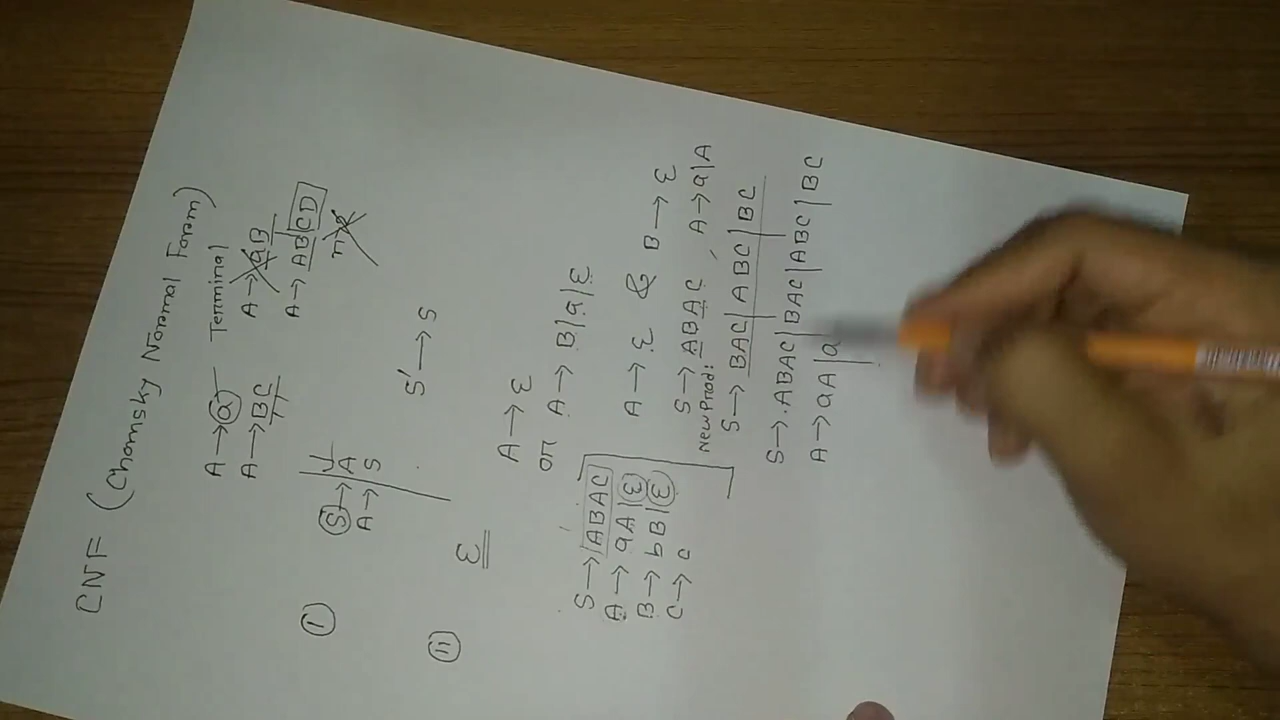 CNF (Chomsky Normal Form)
A → a Terminal
A → BC
A → aB
A → AB CD
I
S → A
A → S
S' → S
II
ε
A → ε
or A → B|a|ε
S → ABAC
A → aA|ε
B → bB|ε
C → c
A → ε & B → ε
S → ABAC , A → a|A
New Prod:
S → BAC | ABC | BC
S → ABAC | BAC | ABC | BC
A → aA|a